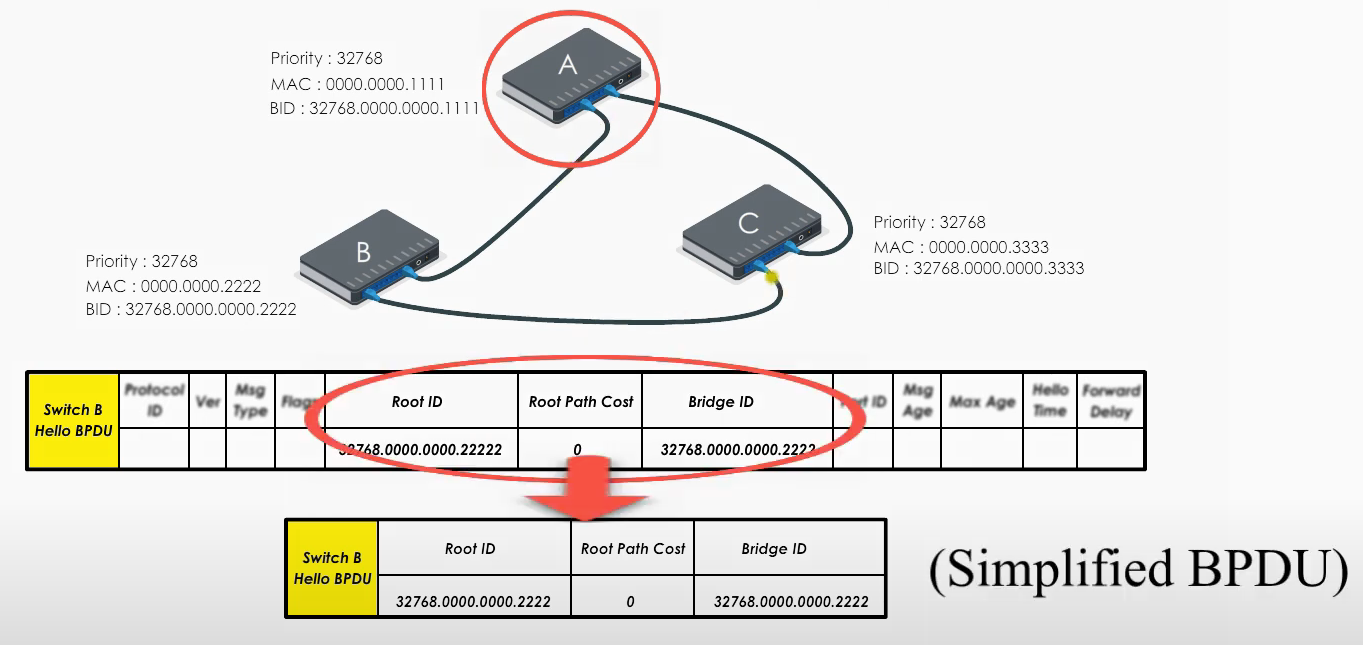 A
Priority : 32768
MAC : 0000.0000.1111
BID : 32768.0000.0000.1111
C
Priority : 32768
MAC : 0000.0000.3333
BID : 32768.0000.0000.3333
B
Priority : 32768
MAC : 0000.0000.2222
BID : 32768.0000.0000.2222
Switch B
Hello BPDU
Protocol
ID
Ver
Msg
Type
Flags
Root ID
Root Path Cost
Bridge ID
Port ID
Msg
Age
Max Age
Hello
Time
Forward
Delay
32768.0000.0000.22222
0
32768.0000.0000.2222
Switch B
Hello BPDU
Root ID
Root Path Cost
Bridge ID
32768.0000.0000.2222
0
32768.0000.0000.2222
(Simplified BPDU)